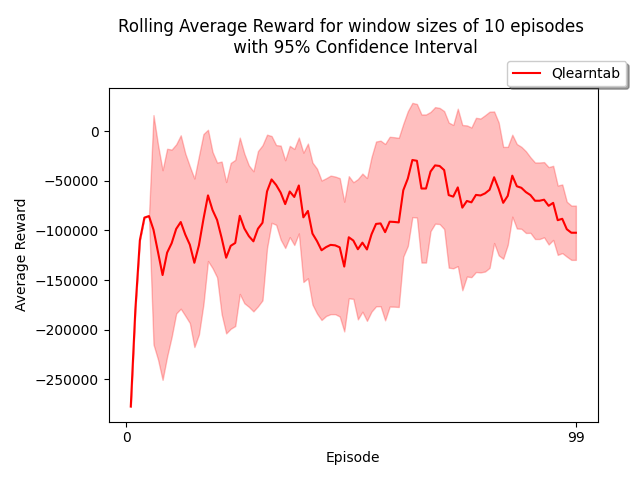 Rolling Average Reward for window sizes of 10 episodes
with 95% Confidence Interval
Qlearntab
0
−50000
−100000
−150000
−200000
−250000
Average Reward
0
99
Episode